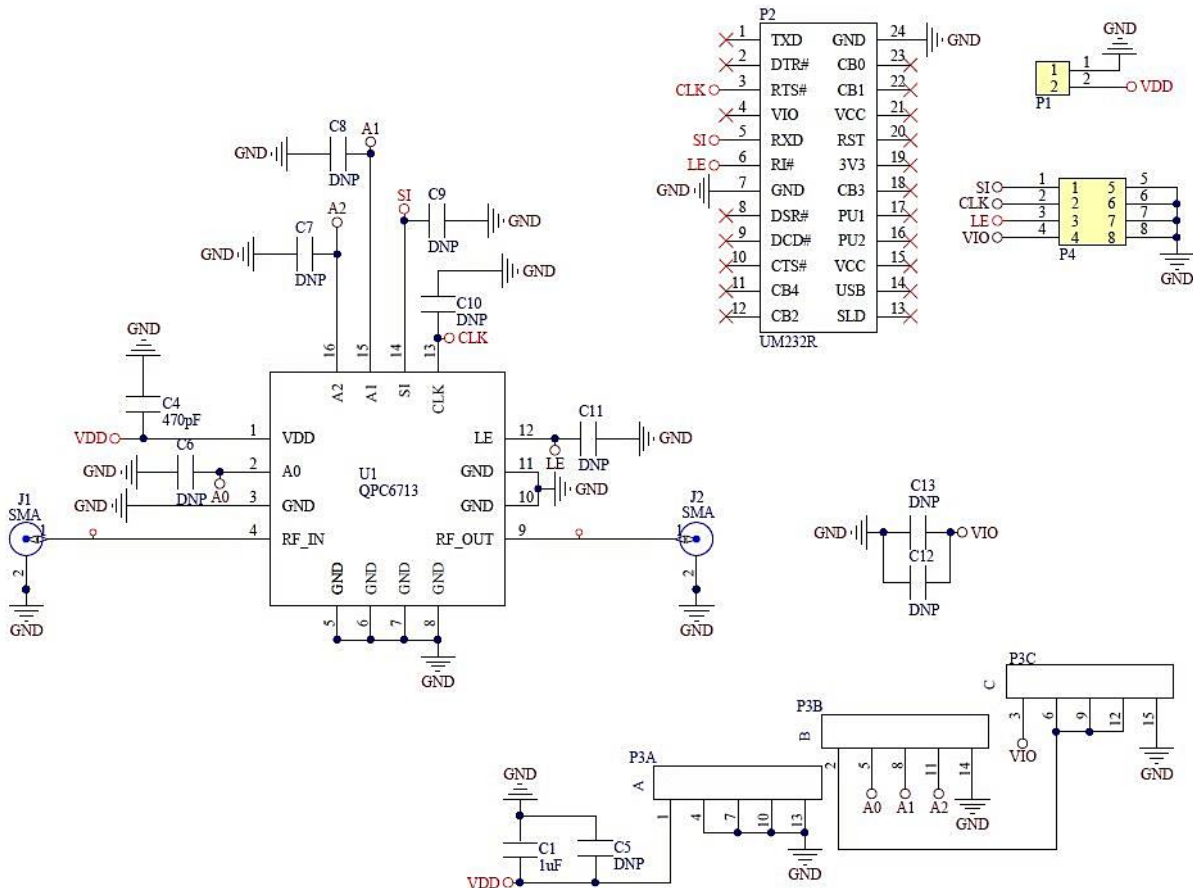 P2
1 TXD GND 24 GND
2 DTR# CB0 23
CLK 3 RTS# CB1 22
4 VIO VCC 21
SI 5 RXD RST 20
LE 6 RI# 3V3 19
GND 7 GND CB3 18
8 DSR# PU1 17
9 DCD# PU2 16
10 CTS# VCC 15
11 CB4 USB 14
12 CB2 SLD 13
UM232R
GND
1 1
2 2 VDD
P1
SI 1 1 5 5
CLK 2 2 6 6
LE 3 3 7 7
VIO 4 4 8 8
P4
GND
C8 A1
GND
DNP
A2 SI C9
C7 GND
GND DNP
DNP
GND
C10
DNP
CLK
GND
16 15 14 13
A2 A1 SI CLK
C4
470pF
VDD 1 VDD LE 12 C11 GND
C6 LE DNP
GND 2 A0 GND 11
DNP A0 U1 GND
GND 3 GND QPC6713 GND 10
J1 J2
SMA SMA
1 4 RF_IN RF_OUT 9 1
2 2
GND GND GND GND
5 6 7 8
GND GND
GND
C13
DNP
GND VIO
C12
DNP
P3C
C
3 6 9 12 15
VIO
GND
P3B
B
2 5 8 11 14
A0 A1 A2
GND
P3A
A
1 4 7 10 13
GND
GND
C1 C5
1uF DNP
VDD